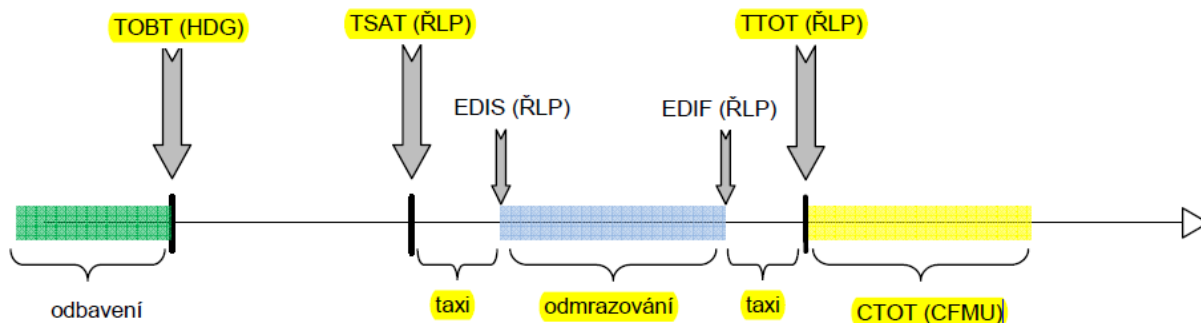 TOBT (HDG)
TSAT (ŘLP)
TTOT (ŘLP)
EDIS (ŘLP)
EDIF (ŘLP)
odbavení
taxi
odmrazování
taxi
CTOT (CFMU)